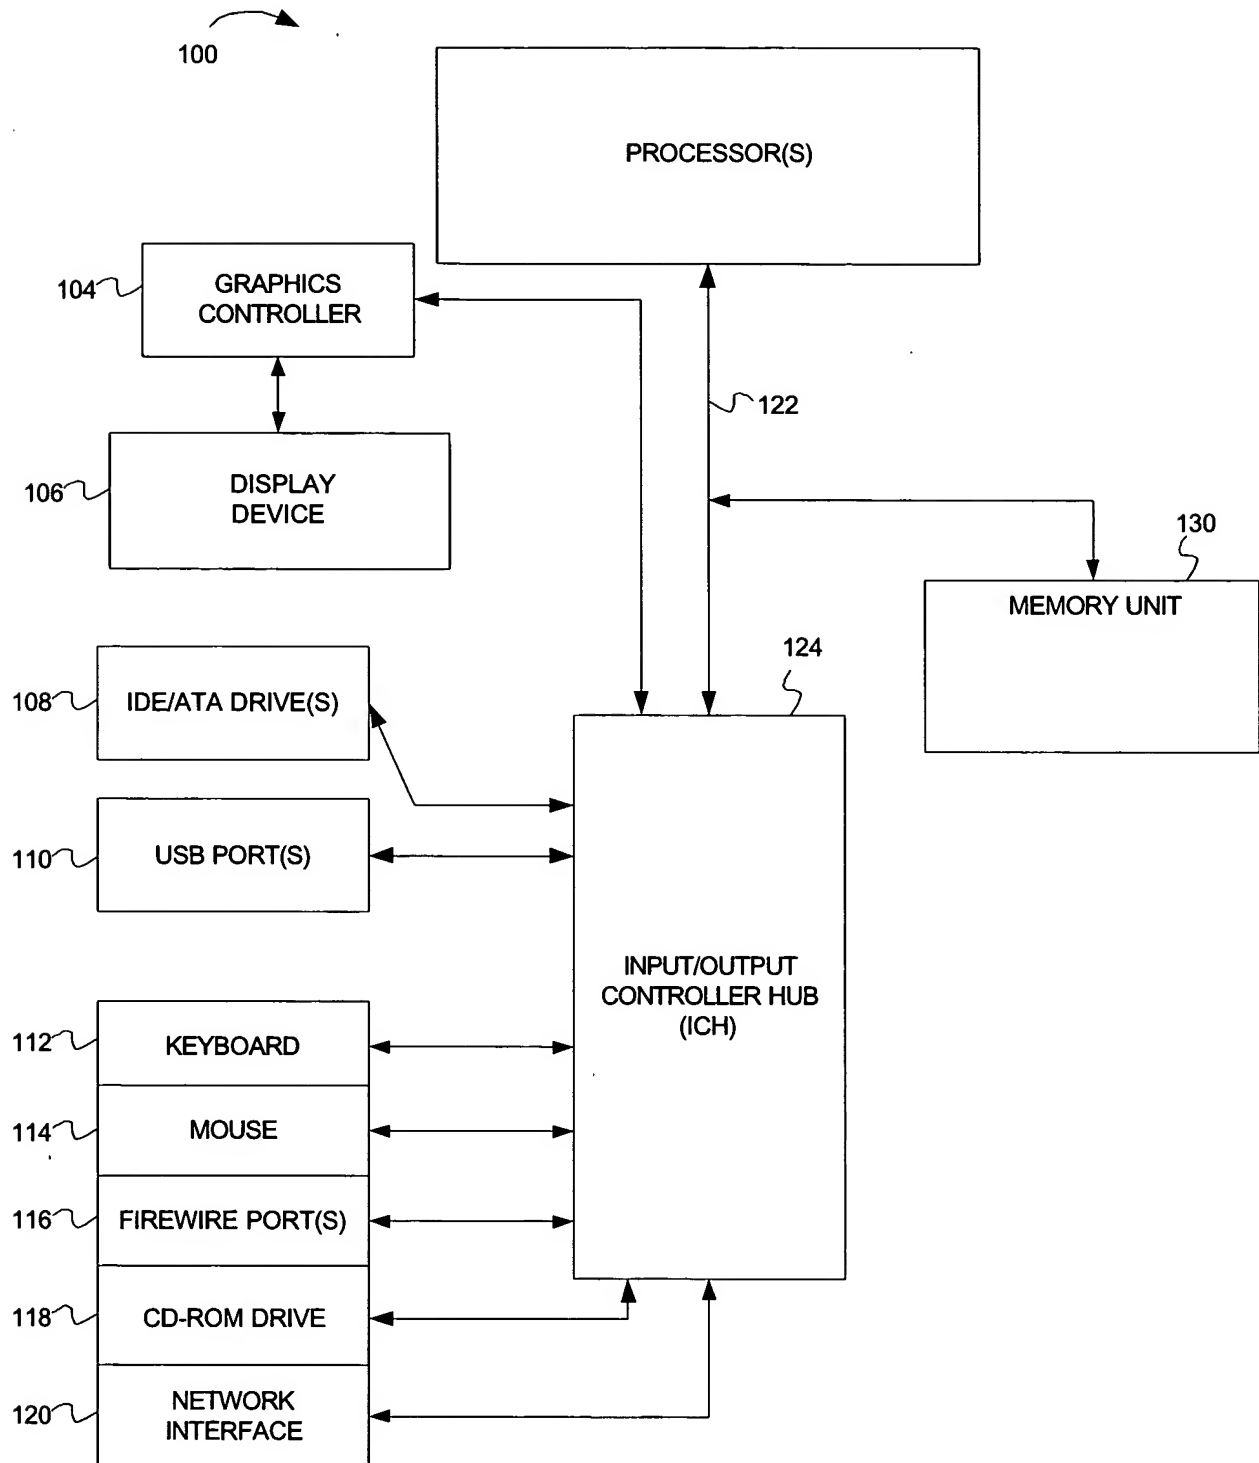 100
PROCESSOR(S)
104
GRAPHICS
CONTROLLER
122
106
DISPLAY
DEVICE
130
MEMORY UNIT
124
108
IDE/ATA DRIVE(S)
110
USB PORT(S)
INPUT/OUTPUT
CONTROLLER HUB
(ICH)
112
KEYBOARD
114
MOUSE
116
FIREWIRE PORT(S)
118
CD-ROM DRIVE
120
NETWORK
INTERFACE